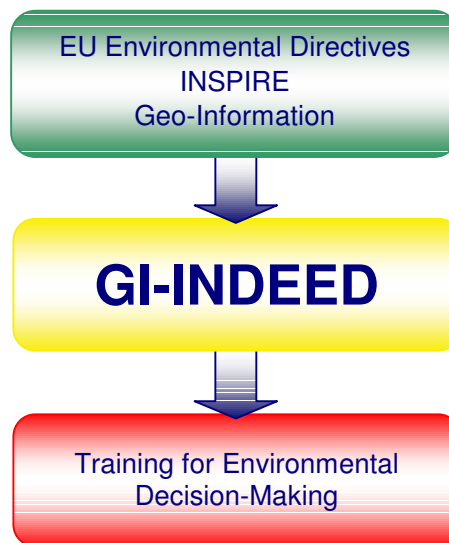 EU Environmental Directives
INSPIRE
Geo-Information
GI-INDEED
Training for Environmental
Decision-Making